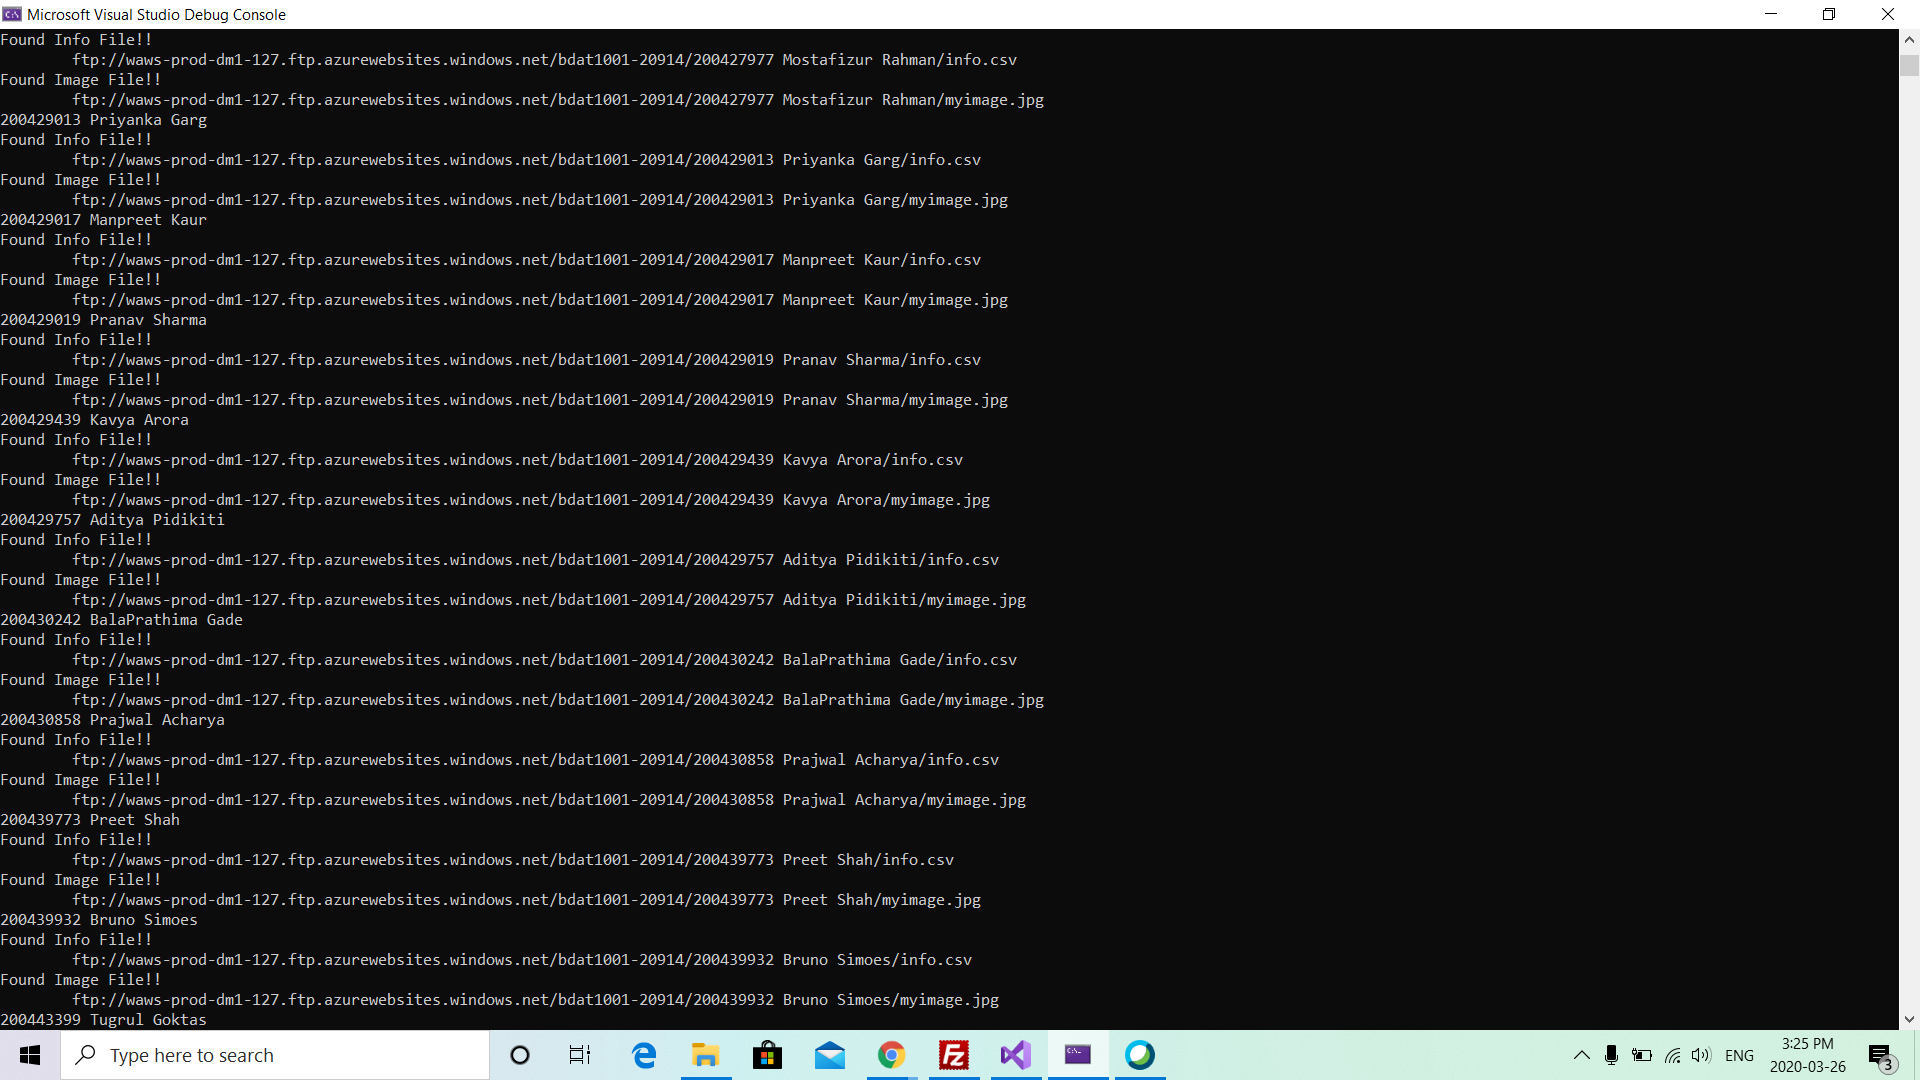 Microsoft Visual Studio Debug Console
Found Info File!!
ftp://waws-prod-dm1-127.ftp.azurewebsites.windows.net/bdat1001-20914/200427977 Mostafizur Rahman/info.csv
Found Image File!!
ftp://waws-prod-dm1-127.ftp.azurewebsites.windows.net/bdat1001-20914/200427977 Mostafizur Rahman/myimage.jpg
200429013 Priyanka Garg
Found Info File!!
ftp://waws-prod-dm1-127.ftp.azurewebsites.windows.net/bdat1001-20914/200429013 Priyanka Garg/info.csv
Found Image File!!
ftp://waws-prod-dm1-127.ftp.azurewebsites.windows.net/bdat1001-20914/200429013 Priyanka Garg/myimage.jpg
200429017 Manpreet Kaur
Found Info File!!
ftp://waws-prod-dm1-127.ftp.azurewebsites.windows.net/bdat1001-20914/200429017 Manpreet Kaur/info.csv
Found Image File!!
ftp://waws-prod-dm1-127.ftp.azurewebsites.windows.net/bdat1001-20914/200429017 Manpreet Kaur/myimage.jpg
200429019 Pranav Sharma
Found Info File!!
ftp://waws-prod-dm1-127.ftp.azurewebsites.windows.net/bdat1001-20914/200429019 Pranav Sharma/info.csv
Found Image File!!
ftp://waws-prod-dm1-127.ftp.azurewebsites.windows.net/bdat1001-20914/200429019 Pranav Sharma/myimage.jpg
200429439 Kavya Arora
Found Info File!!
ftp://waws-prod-dm1-127.ftp.azurewebsites.windows.net/bdat1001-20914/200429439 Kavya Arora/info.csv
Found Image File!!
ftp://waws-prod-dm1-127.ftp.azurewebsites.windows.net/bdat1001-20914/200429439 Kavya Arora/myimage.jpg
200429757 Aditya Pidikiti
Found Info File!!
ftp://waws-prod-dm1-127.ftp.azurewebsites.windows.net/bdat1001-20914/200429757 Aditya Pidikiti/info.csv
Found Image File!!
ftp://waws-prod-dm1-127.ftp.azurewebsites.windows.net/bdat1001-20914/200429757 Aditya Pidikiti/myimage.jpg
200430242 BalaPrathima Gade
Found Info File!!
ftp://waws-prod-dm1-127.ftp.azurewebsites.windows.net/bdat1001-20914/200430242 BalaPrathima Gade/info.csv
Found Image File!!
ftp://waws-prod-dm1-127.ftp.azurewebsites.windows.net/bdat1001-20914/200430242 BalaPrathima Gade/myimage.jpg
200430858 Prajwal Acharya
Found Info File!!
ftp://waws-prod-dm1-127.ftp.azurewebsites.windows.net/bdat1001-20914/200430858 Prajwal Acharya/info.csv
Found Image File!!
ftp://waws-prod-dm1-127.ftp.azurewebsites.windows.net/bdat1001-20914/200430858 Prajwal Acharya/myimage.jpg
200439773 Preet Shah
Found Info File!!
ftp://waws-prod-dm1-127.ftp.azurewebsites.windows.net/bdat1001-20914/200439773 Preet Shah/info.csv
Found Image File!!
ftp://waws-prod-dm1-127.ftp.azurewebsites.windows.net/bdat1001-20914/200439773 Preet Shah/myimage.jpg
200439932 Bruno Simoes
Found Info File!!
ftp://waws-prod-dm1-127.ftp.azurewebsites.windows.net/bdat1001-20914/200439932 Bruno Simoes/info.csv
Found Image File!!
ftp://waws-prod-dm1-127.ftp.azurewebsites.windows.net/bdat1001-20914/200439932 Bruno Simoes/myimage.jpg
200443399 Tugrul Goktas
Type here to search
ENG
3:25 PM
2020-03-26
3